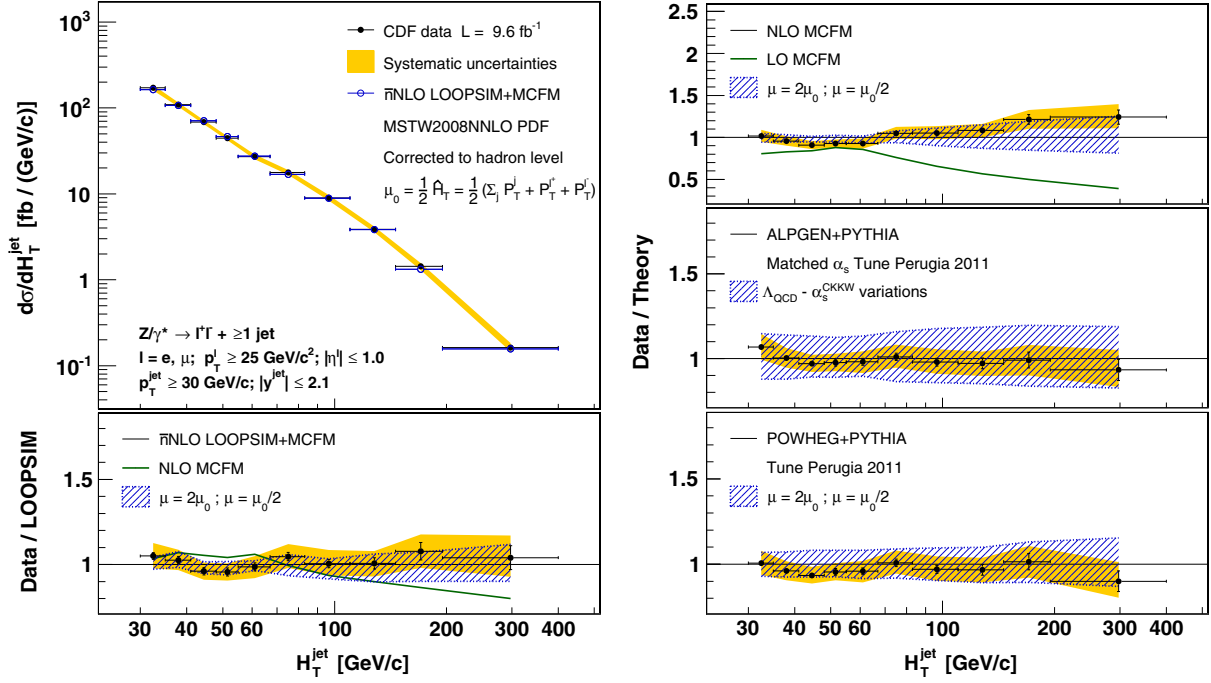 dσ/dH_T^jet [fb / (GeV/c)]
10³
10²
10
1
10⁻¹
CDF data L = 9.6 fb⁻¹
Systematic uncertainties
n̄NLO LOOPSIM+MCFM
MSTW2008NNLO PDF
Corrected to hadron level
μ₀ = 1/2 Ĥ_T = 1/2 (Σ_j P_T^j + P_T^l⁺ + P_T^l⁻)
Z/γ* → l⁺l⁻ + ≥1 jet
l = e, μ; p_T^l ≥ 25 GeV/c²; |η^l| ≤ 1.0
p_T^jet ≥ 30 GeV/c; |y^jet| ≤ 2.1
Data / LOOPSIM
1.5
1
n̄NLO LOOPSIM+MCFM
NLO MCFM
μ = 2μ₀ ; μ = μ₀/2
30 40 50 60 100 200 300 400
H_T^jet [GeV/c]
Data / Theory
2.5
2
1.5
1
0.5
NLO MCFM
LO MCFM
μ = 2μ₀ ; μ = μ₀/2
1.5
1
ALPGEN+PYTHIA
Matched α_s Tune Perugia 2011
Λ_QCD - α_s^CKKW variations
1.5
1
POWHEG+PYTHIA
Tune Perugia 2011
μ = 2μ₀ ; μ = μ₀/2
30 40 50 60 100 200 300 400
H_T^jet [GeV/c]